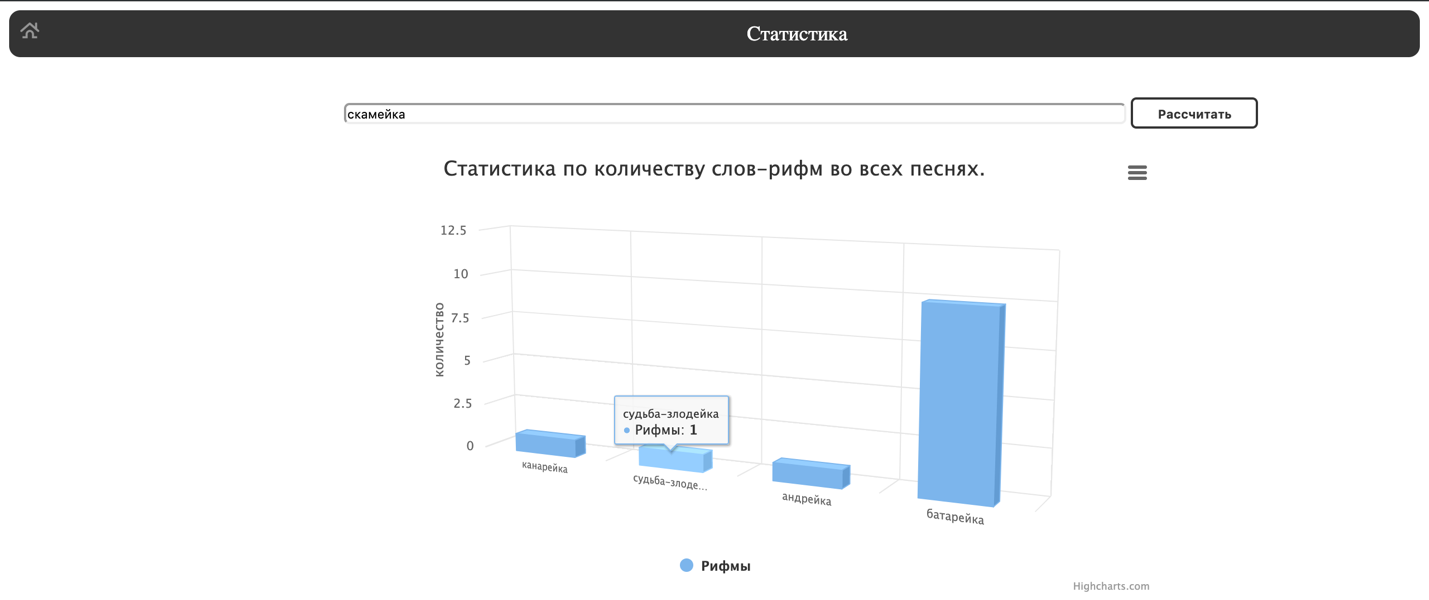 Статистика
скамейка
Рассчитать
Статистика по количеству слов-рифм во всех песнях.
12.5
10
7.5
5
2.5
0
количество
судьба-злодейка
Рифмы: 1
канарейка
судьба-злоде...
андрейка
батарейка
Рифмы
Highcharts.com